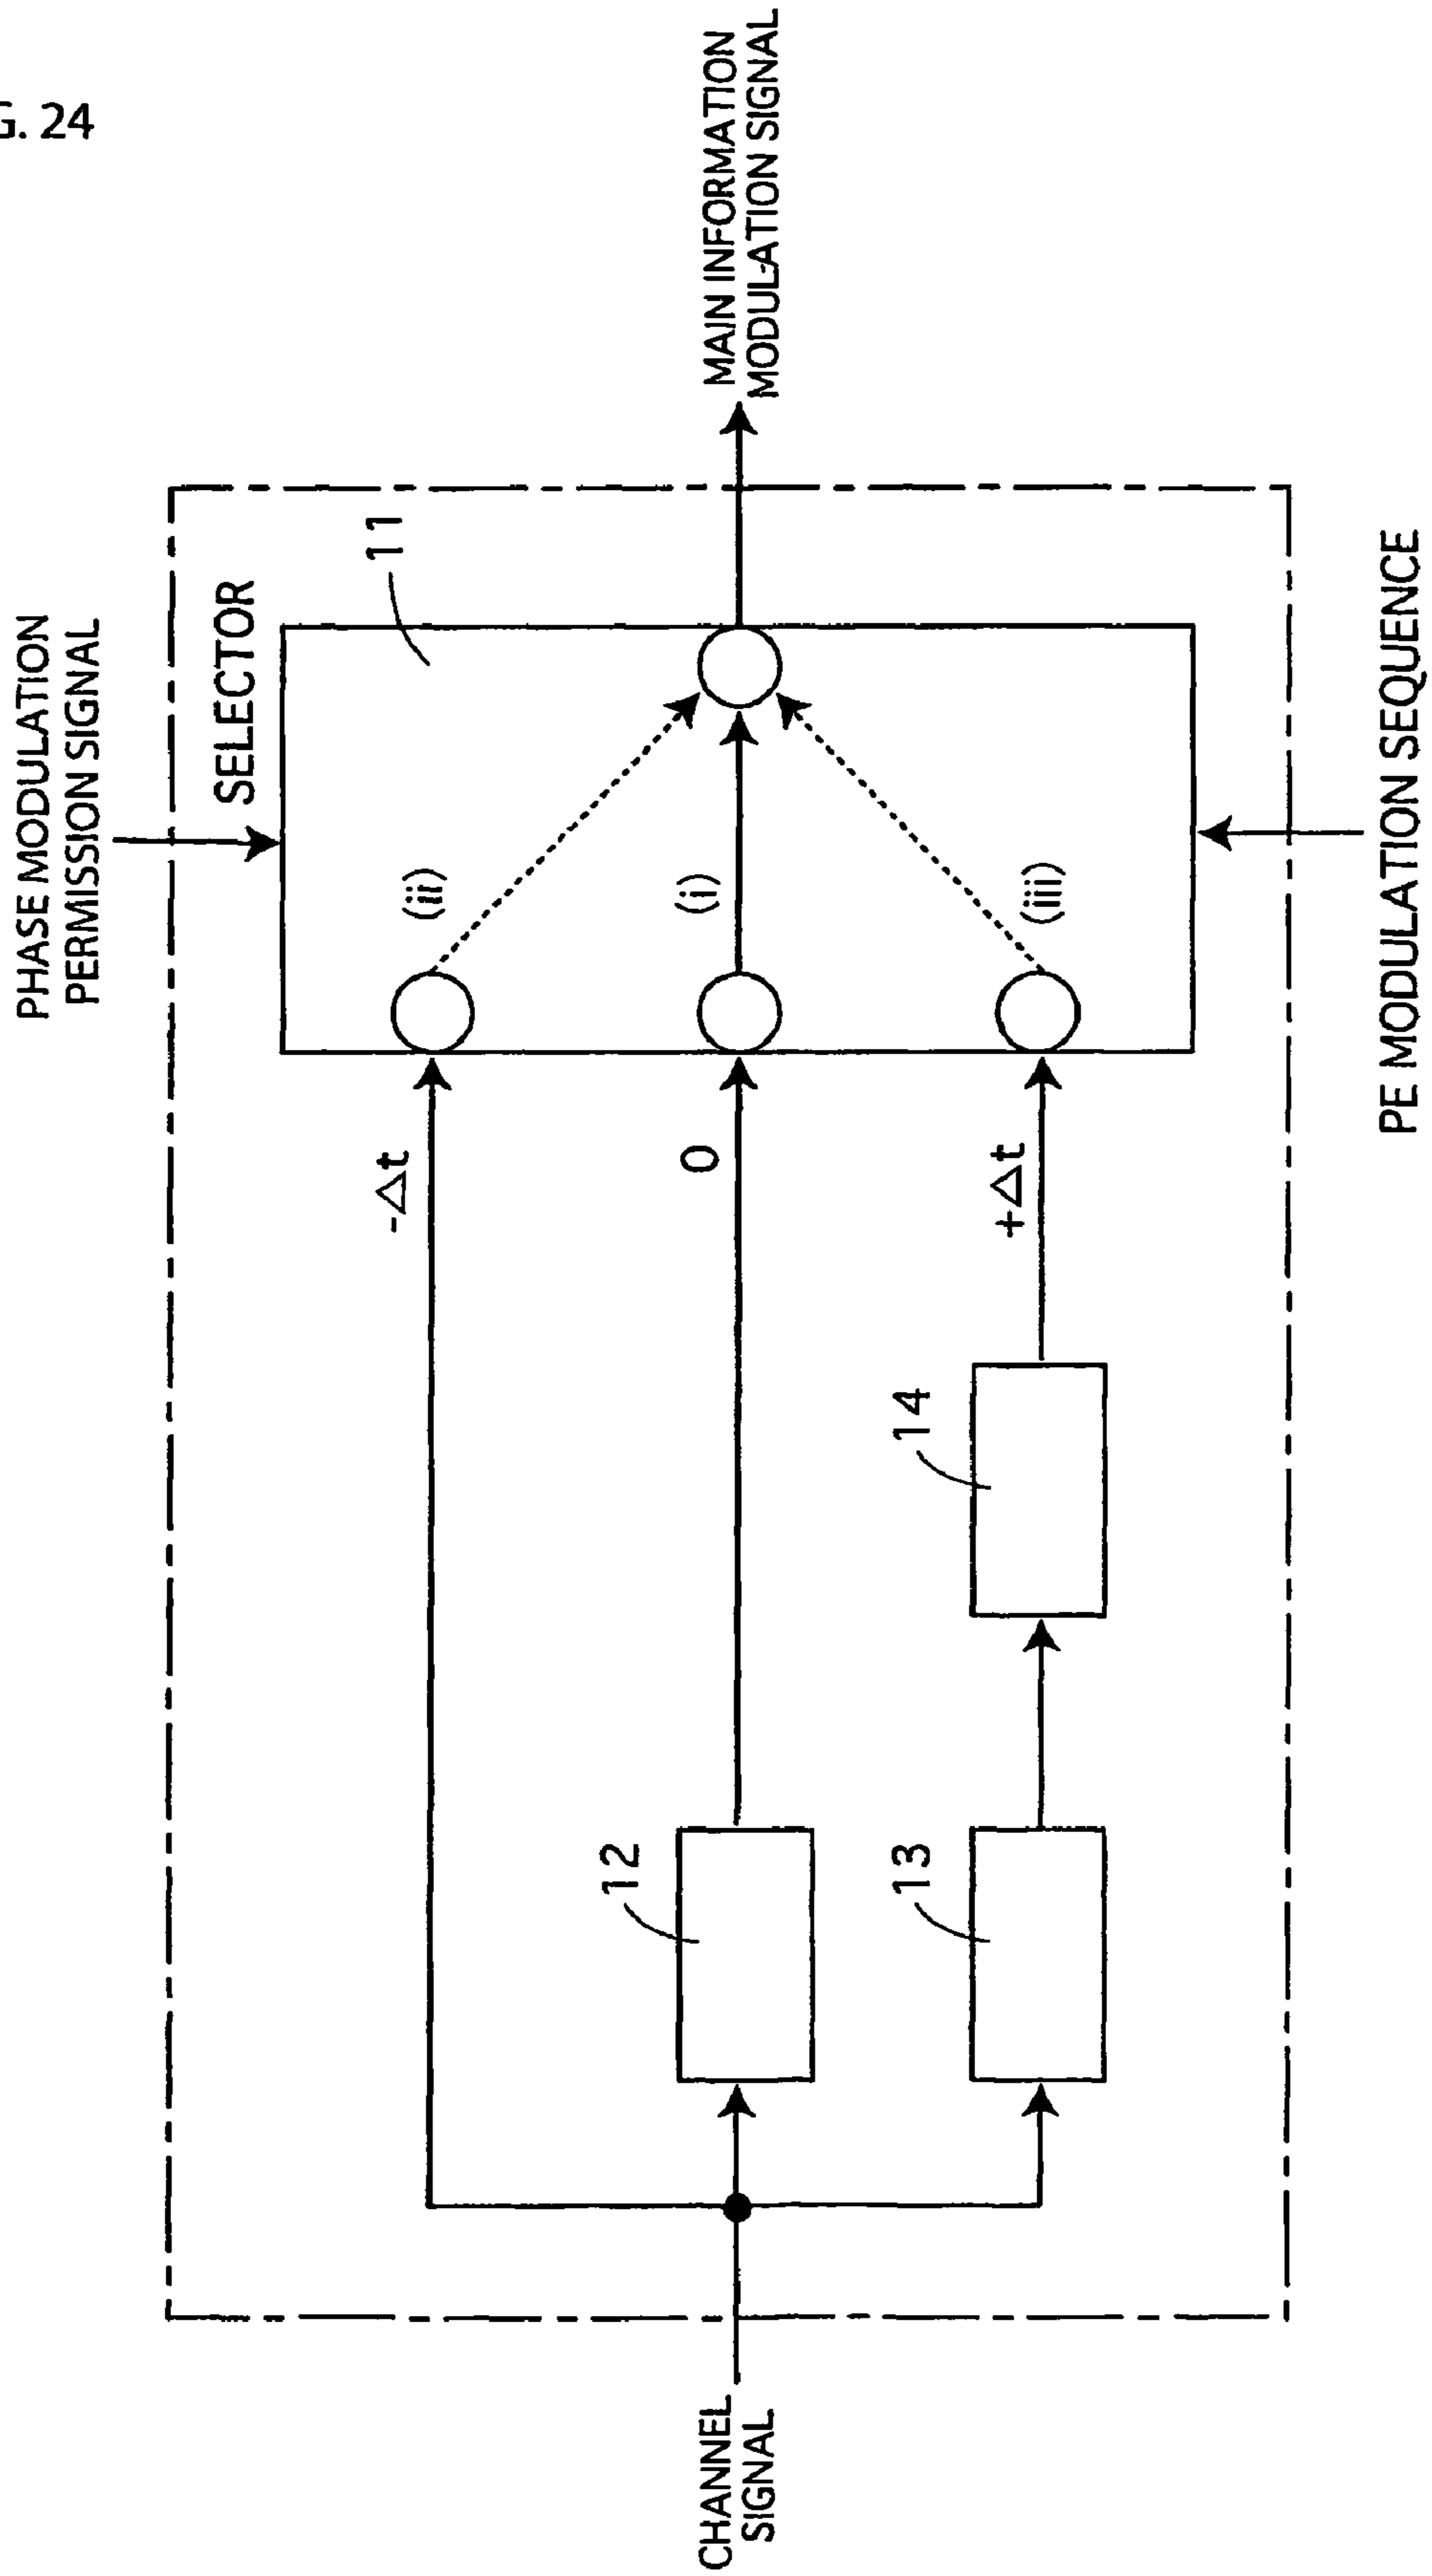 G. 24
PHASE MODULATION
PERMISSION SIGNAL
SELECTOR
11
(ii)
(i)
(iii)
-Δt
0
+Δt
12
13
14
CHANNEL
SIGNAL
MAIN INFORMATION
MODULATION SIGNAL
PE MODULATION SEQUENCE